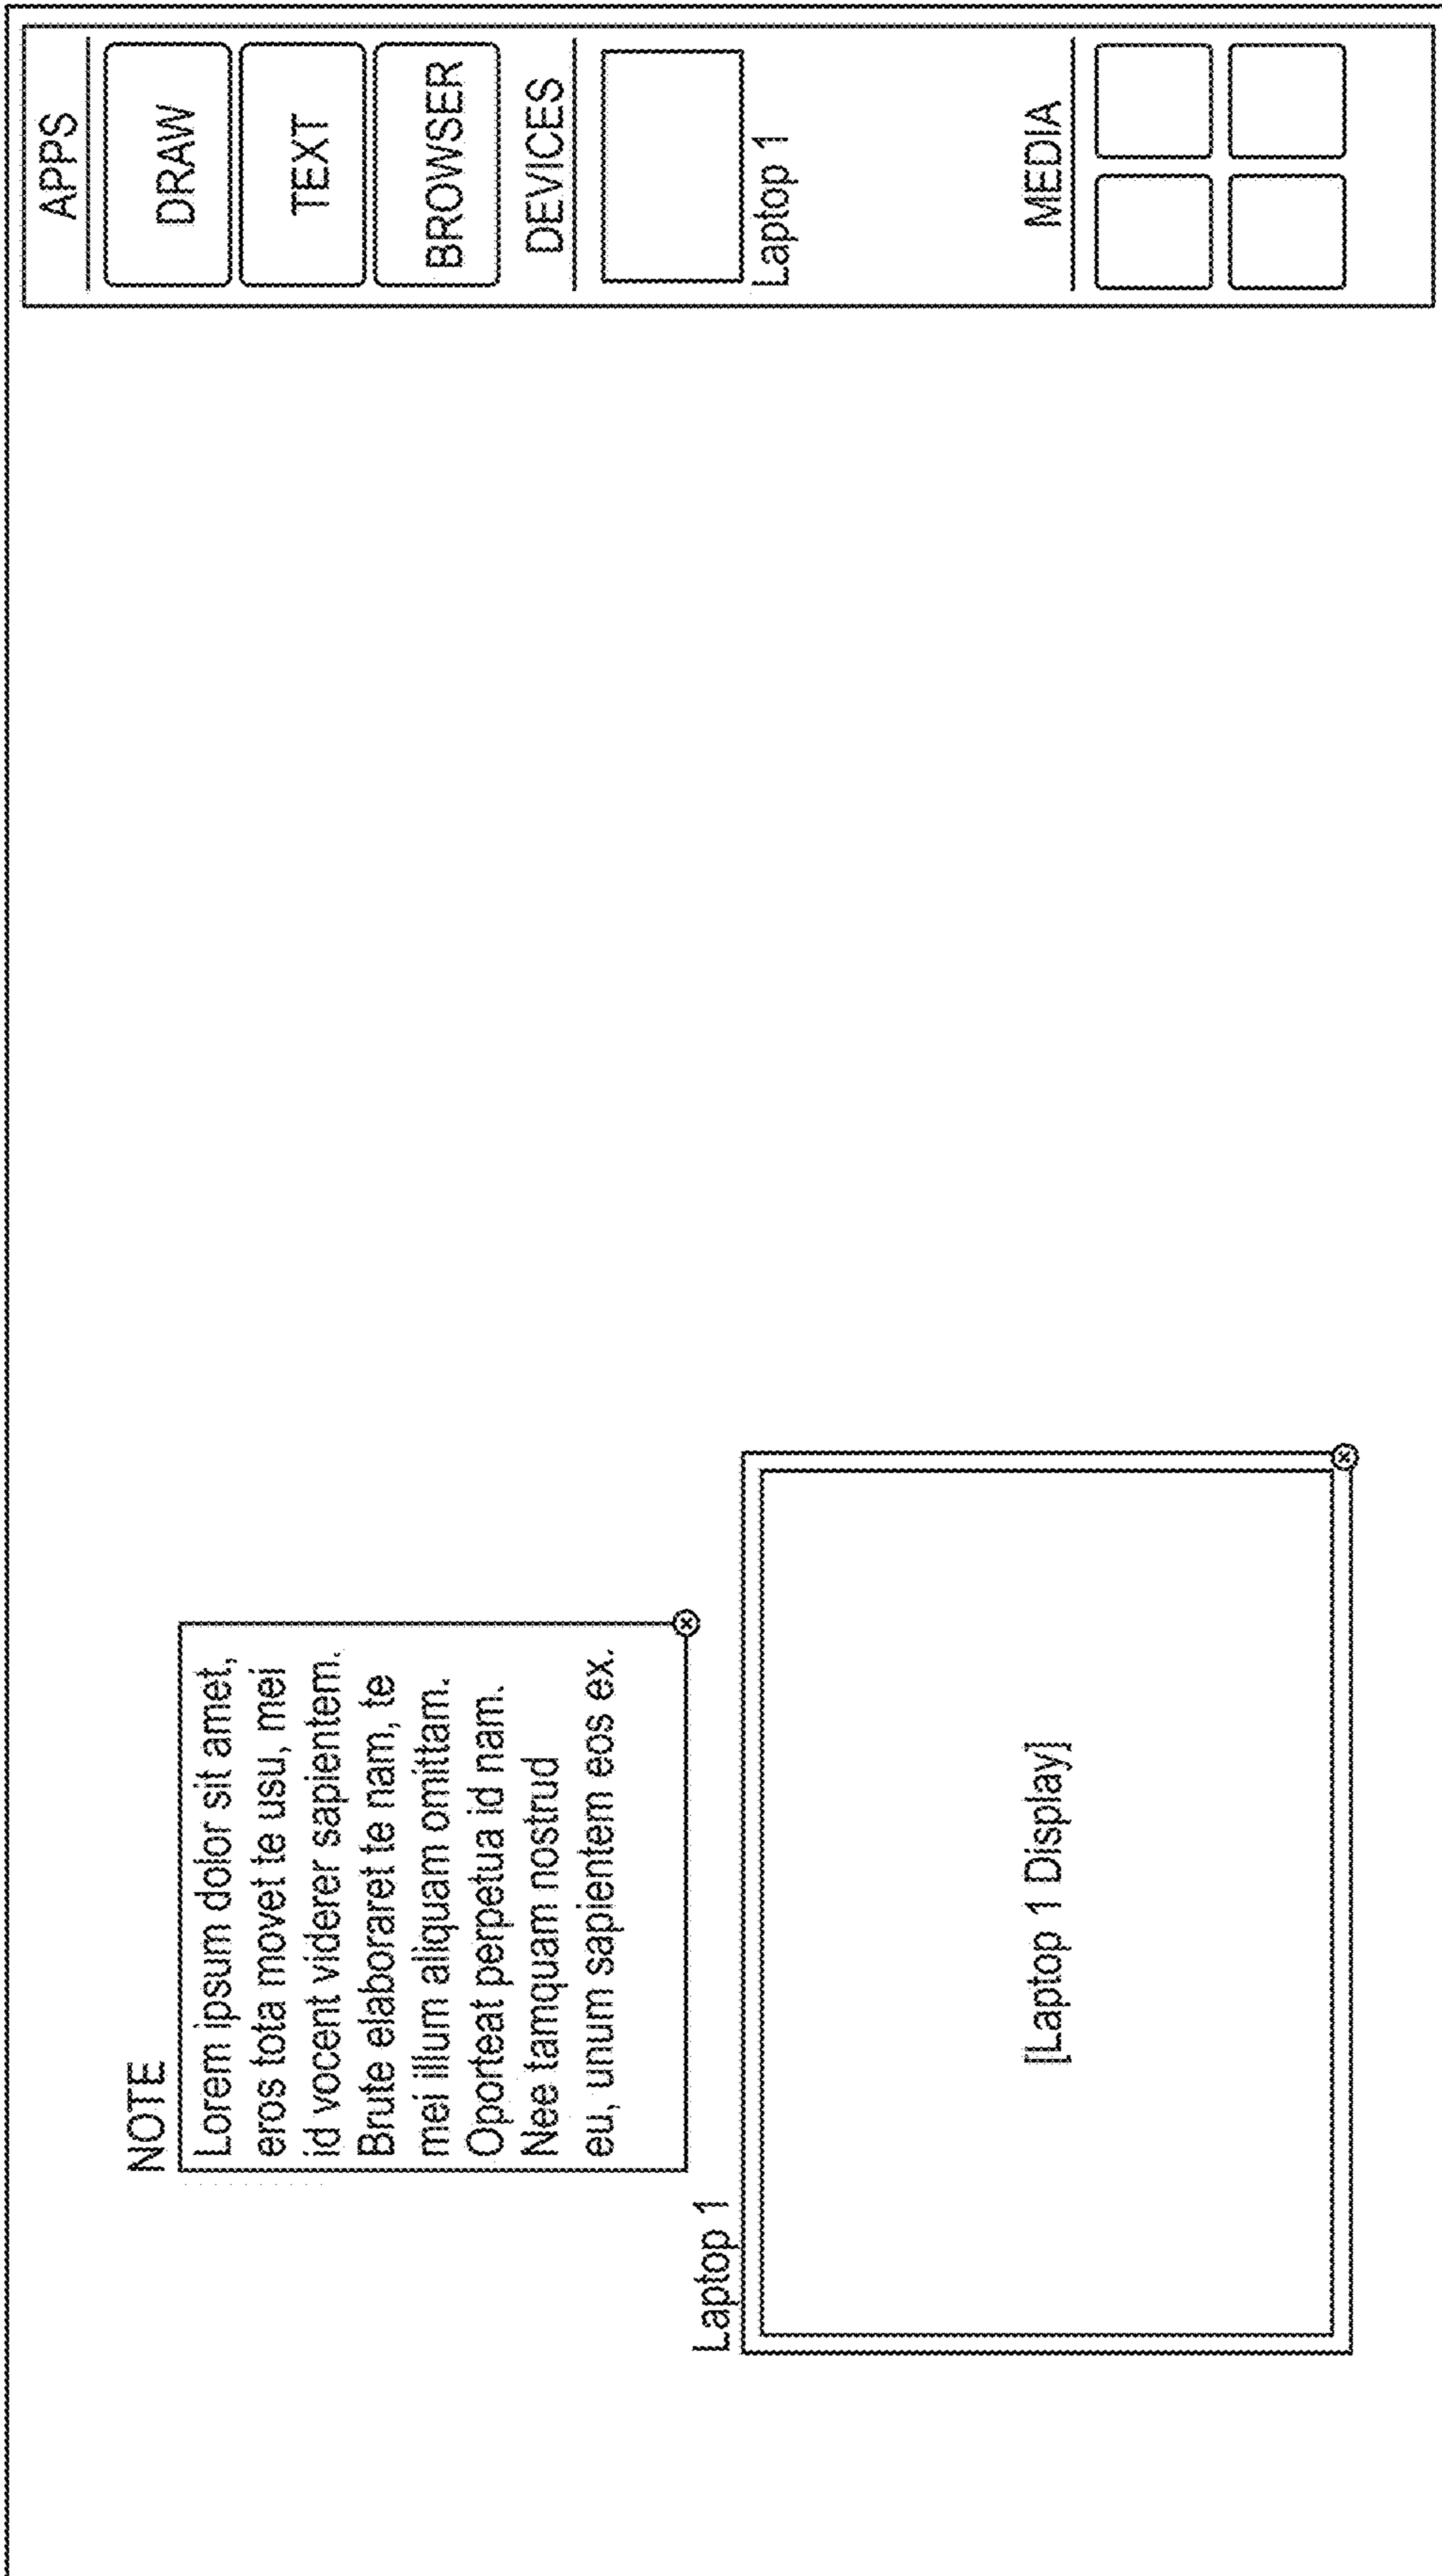 NOTE
Lorem ipsum dolor sit amet,
eros tota movet te usu, mei
id vocent viderer sapientem.
Brute elaboraret te nam, te
mei illum aliquam omittam.
Oporteat perpetua id nam.
Nee tamquam nostrud
eu, unum sapientem eos ex.
Laptop 1
[Laptop 1 Display]
APPS
DRAW
TEXT
BROWSER
DEVICES
Laptop 1
MEDIA